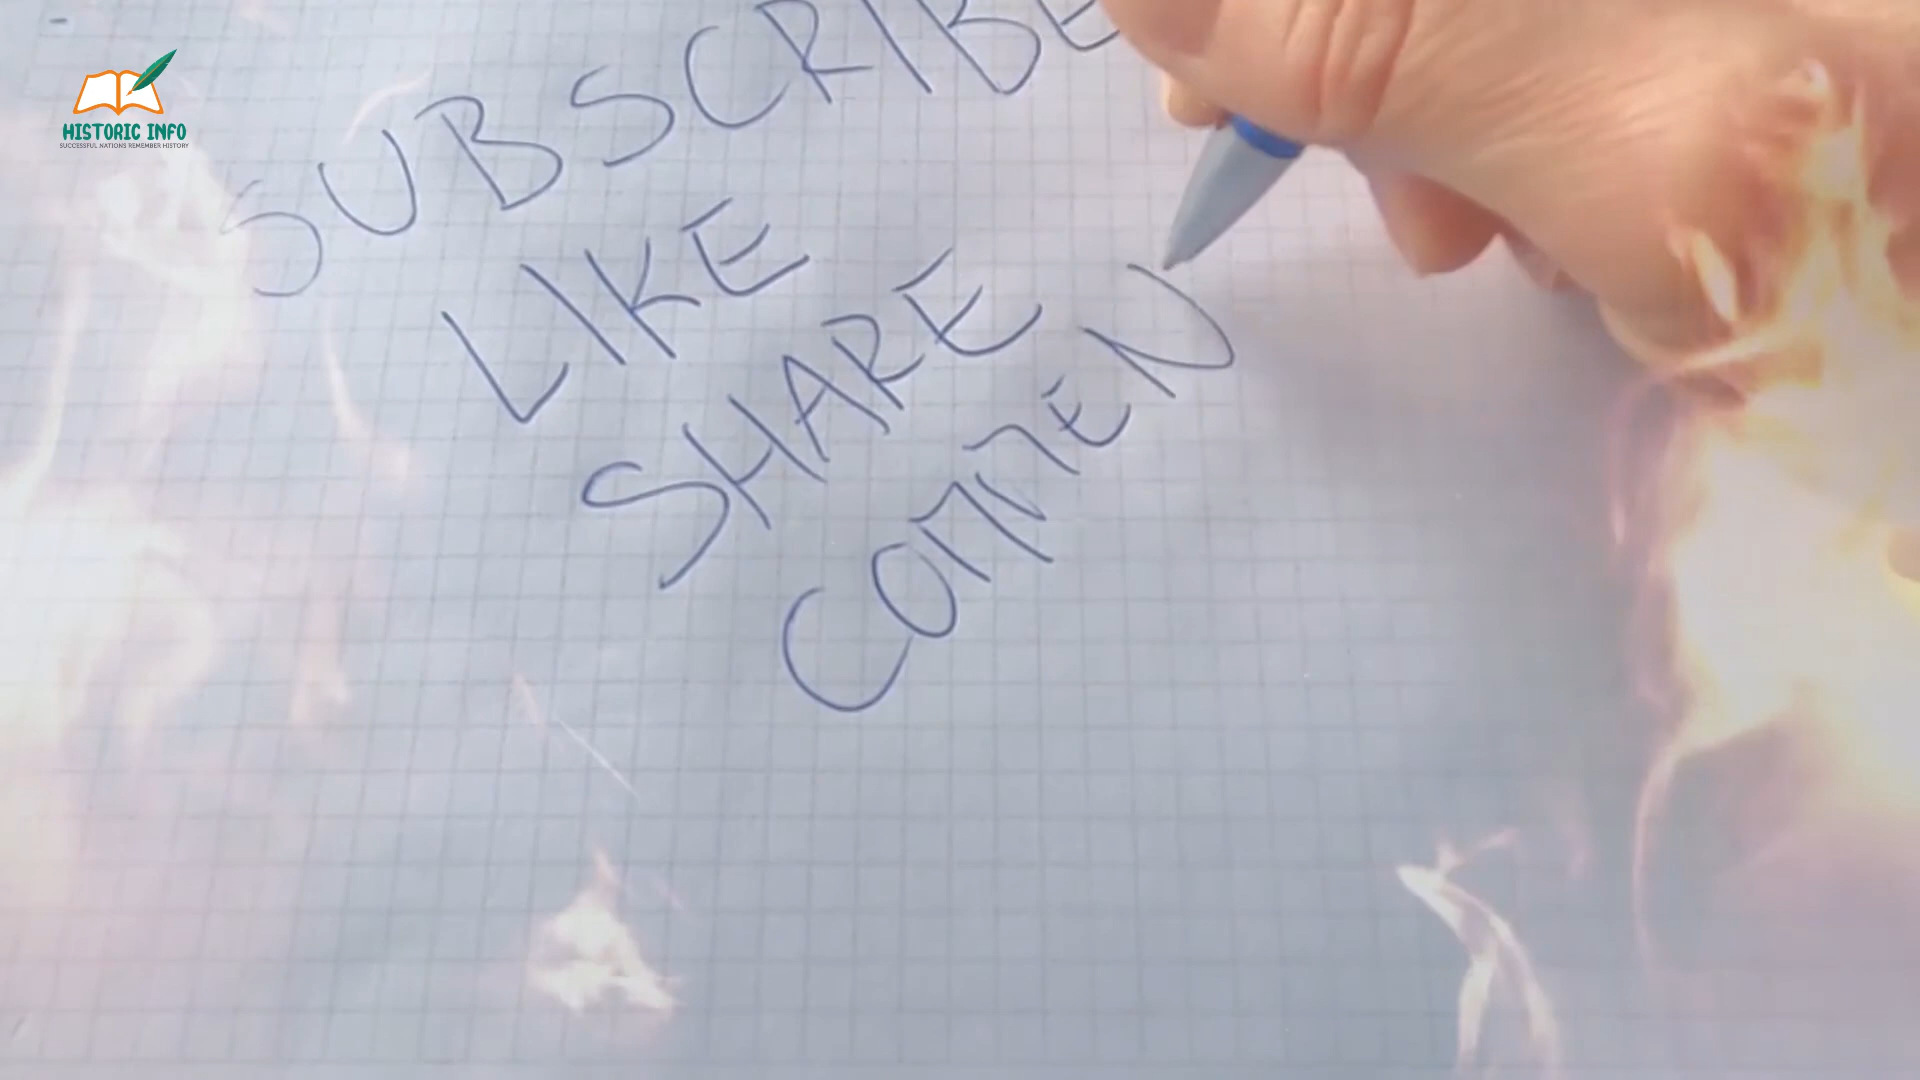 HISTORIC INFO
SUCCESSFUL NATIONS REMEMBER HISTORY
SUBSCRIBE
LIKE
SHARE
COMMEN